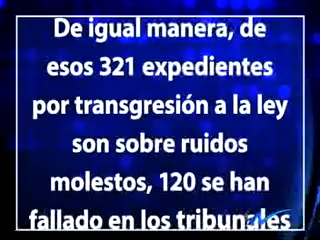 De igual manera, de
esos 321 expedientes
por transgresión a la ley
son sobre ruidos
molestos, 120 se han
fallado en los tribunales